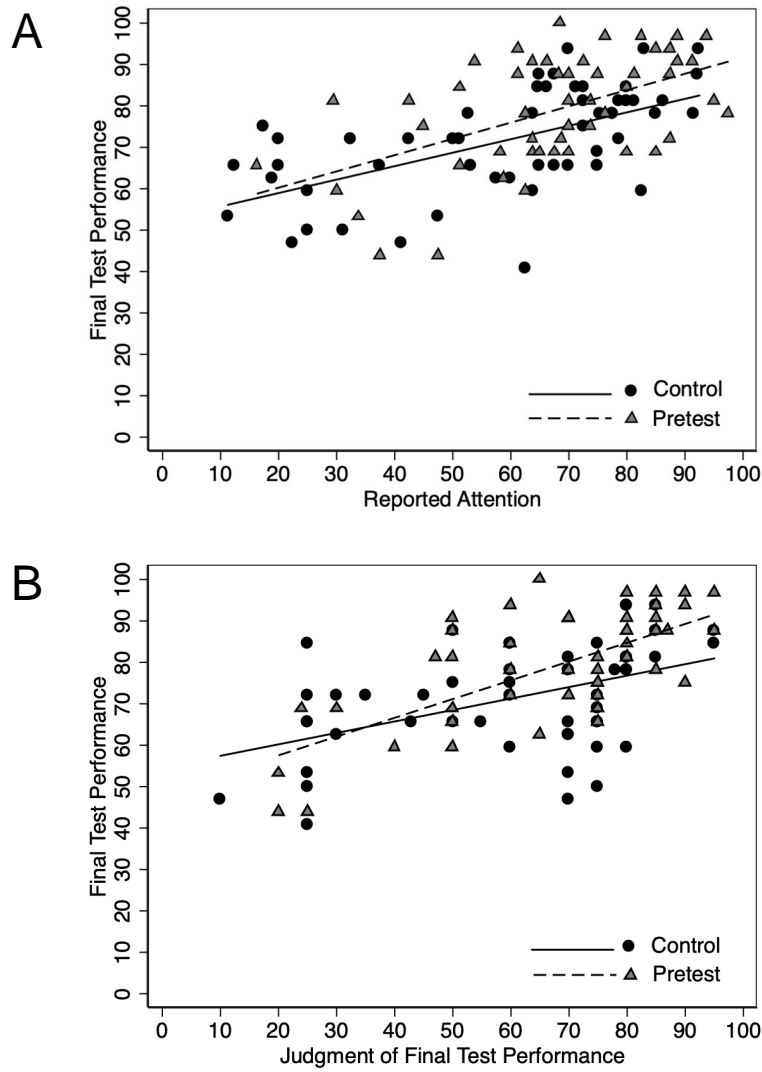 A
Final Test Performance
100
90
80
70
60
50
40
30
20
10
0
Control
Pretest
0 10 20 30 40 50 60 70 80 90 100
Reported Attention
B
Final Test Performance
100
90
80
70
60
50
40
30
20
10
0
Control
Pretest
0 10 20 30 40 50 60 70 80 90 100
Judgment of Final Test Performance